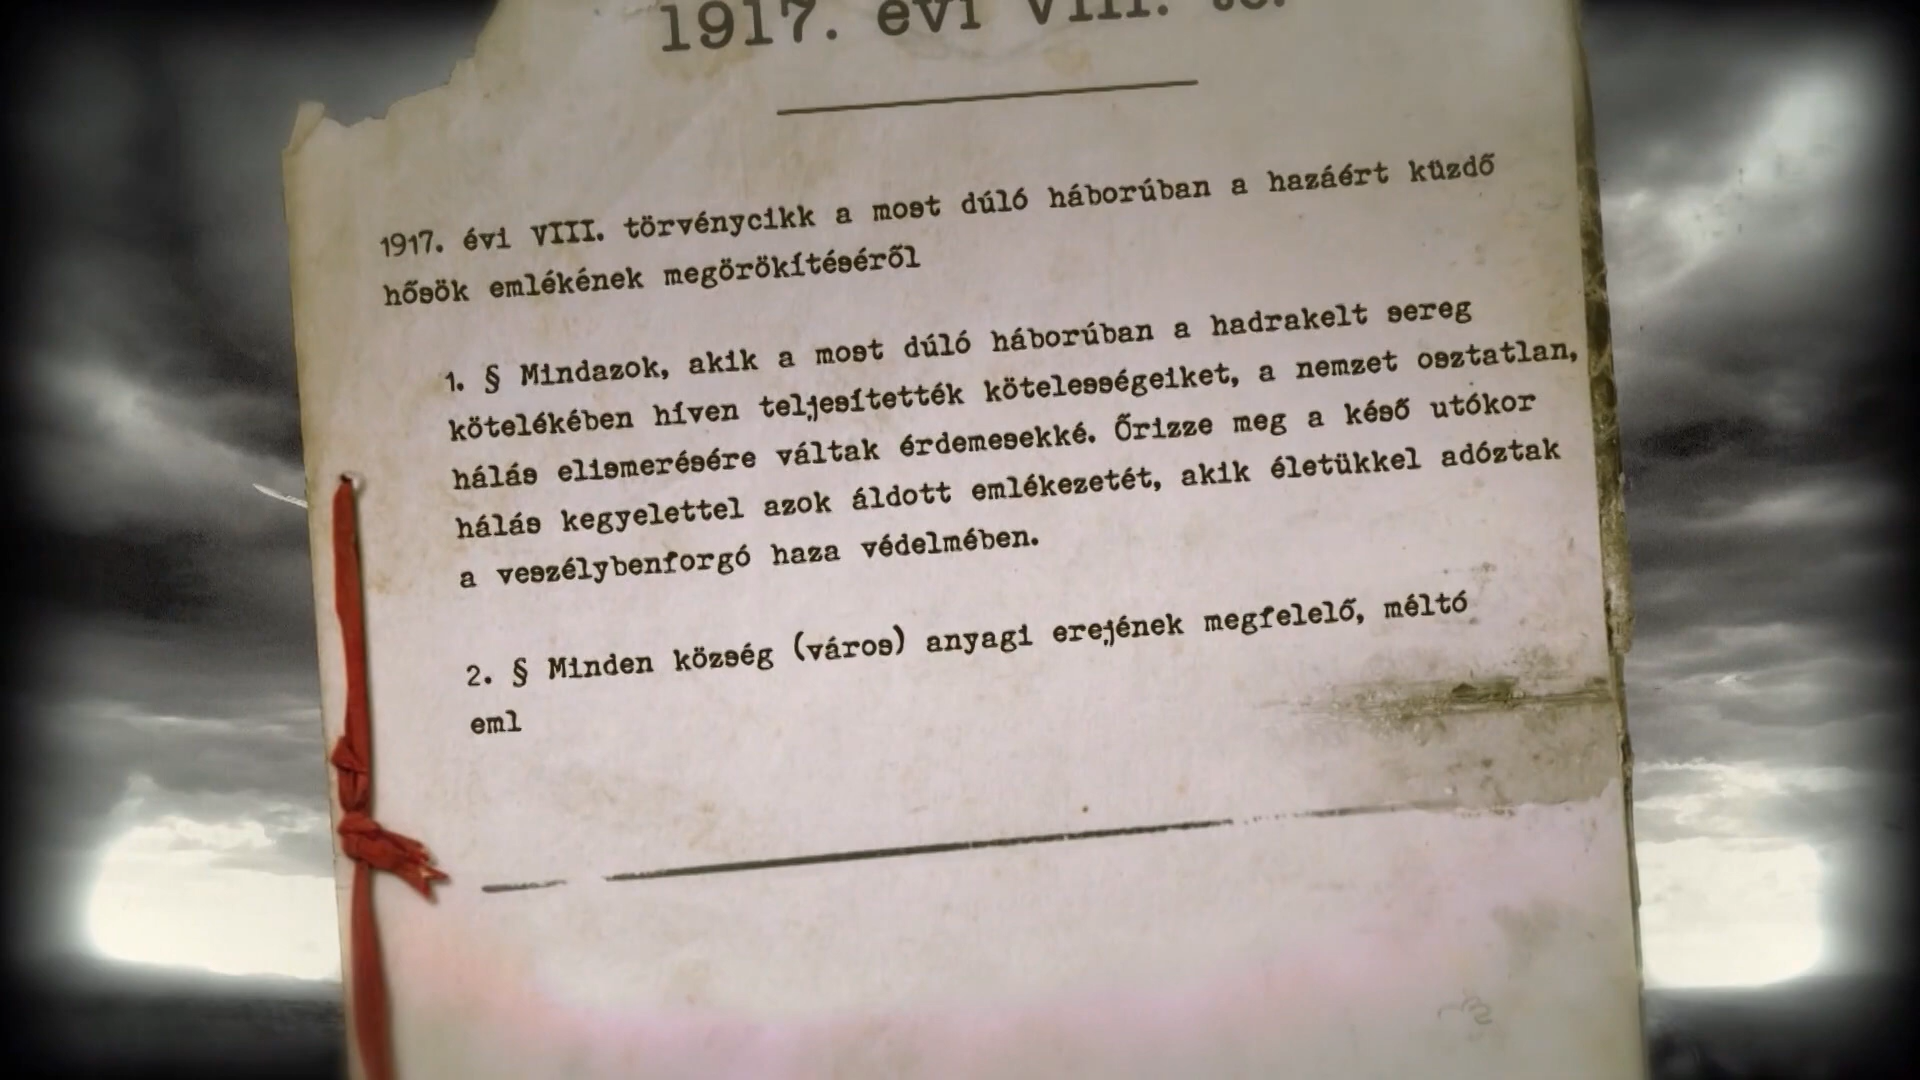 1917. évi VIII. tc.
1917. évi VIII. törvénycikk a most dúló háborúban a hazáért küzdő
hősök emlékének megörökítéséről
1. § Mindazok, akik a most dúló háborúban a hadrakelt sereg
kötelékében híven teljesítették kötelességeiket, a nemzet osztatlan,
hálás elismerésére váltak érdemesekké. Őrizze meg a késő utókor
hálás kegyelettel azok áldott emlékezetét, akik életükkel adóztak
a veszélybenforgó haza védelmében.
2. § Minden község (város) anyagi erejének megfelelő, méltó
eml